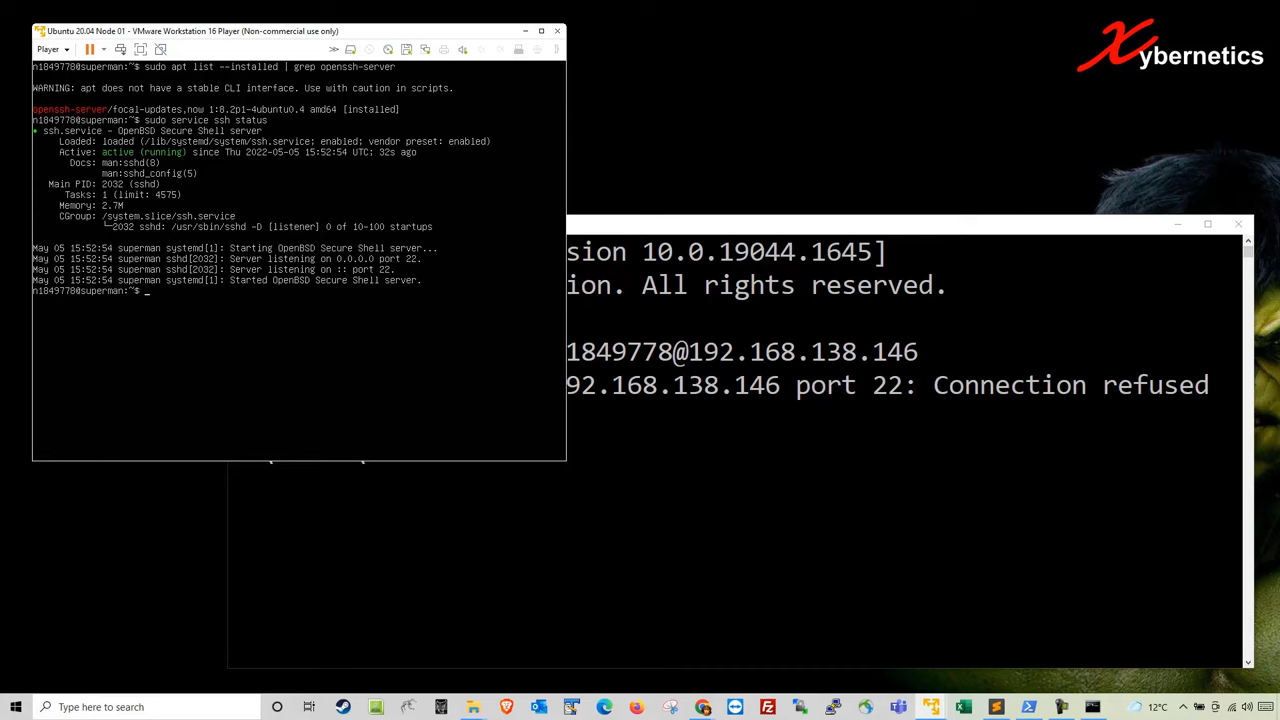 Ubuntu 20.04 Node 01 - VMware Workstation 16 Player (Non-commercial use only)
Player
n1849778@superman:~$ sudo apt list --installed | grep openssh-server
WARNING: apt does not have a stable CLI interface. Use with caution in scripts.
openssh-server/focal-updates,now 1:8.2p1-4ubuntu0.4 amd64 [installed]
n1849778@superman:~$ sudo service ssh status
● ssh.service - OpenBSD Secure Shell server
Loaded: loaded (/lib/systemd/system/ssh.service; enabled; vendor preset: enabled)
Active: active (running) since Thu 2022-05-05 15:52:54 UTC; 32s ago
Docs: man:sshd(8)
man:sshd_config(5)
Main PID: 2032 (sshd)
Tasks: 1 (limit: 4575)
Memory: 2.7M
CGroup: /system.slice/ssh.service
└─2032 sshd: /usr/sbin/sshd -D [listener] 0 of 10-100 startups
May 05 15:52:54 superman systemd[1]: Starting OpenBSD Secure Shell server...
May 05 15:52:54 superman sshd[2032]: Server listening on 0.0.0.0 port 22.
May 05 15:52:54 superman sshd[2032]: Server listening on :: port 22.
May 05 15:52:54 superman systemd[1]: Started OpenBSD Secure Shell server.
n1849778@superman:~$ _
Xybernetics
sion 10.0.19044.1645]
ion. All rights reserved.
1849778@192.168.138.146
92.168.138.146 port 22: Connection refused
Type here to search
12°C